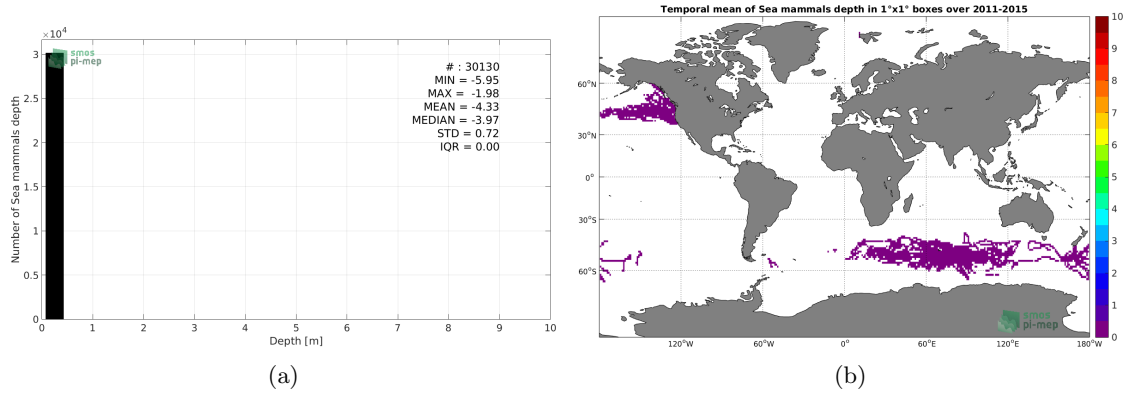 ×10⁴
smos
pi-mep
# : 30130
MIN = -5.95
MAX = -1.98
MEAN = -4.33
MEDIAN = -3.97
STD = 0.72
IQR = 0.00
Number of Sea mammals depth
3
2.5
2
1.5
1
0.5
0
0 1 2 3 4 5 6 7 8 9 10
Depth [m]
(a)
Temporal mean of Sea mammals depth in 1°x1° boxes over 2011-2015
60°N
30°N
0°
30°S
60°S
120°W 60°W 0° 60°E 120°E 180°W
smos
pi-mep
10
9
8
7
6
5
4
3
2
1
0
(b)